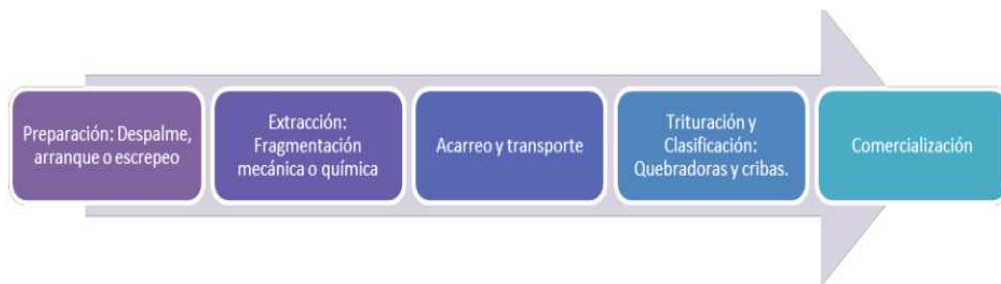 Preparación: Despalme,
arranque o escrepeo
Extracción:
Fragmentación
mecánica o química
Acarreo y transporte
Trituración y
Clasificación:
Quebradoras y cribas.
Comercialización